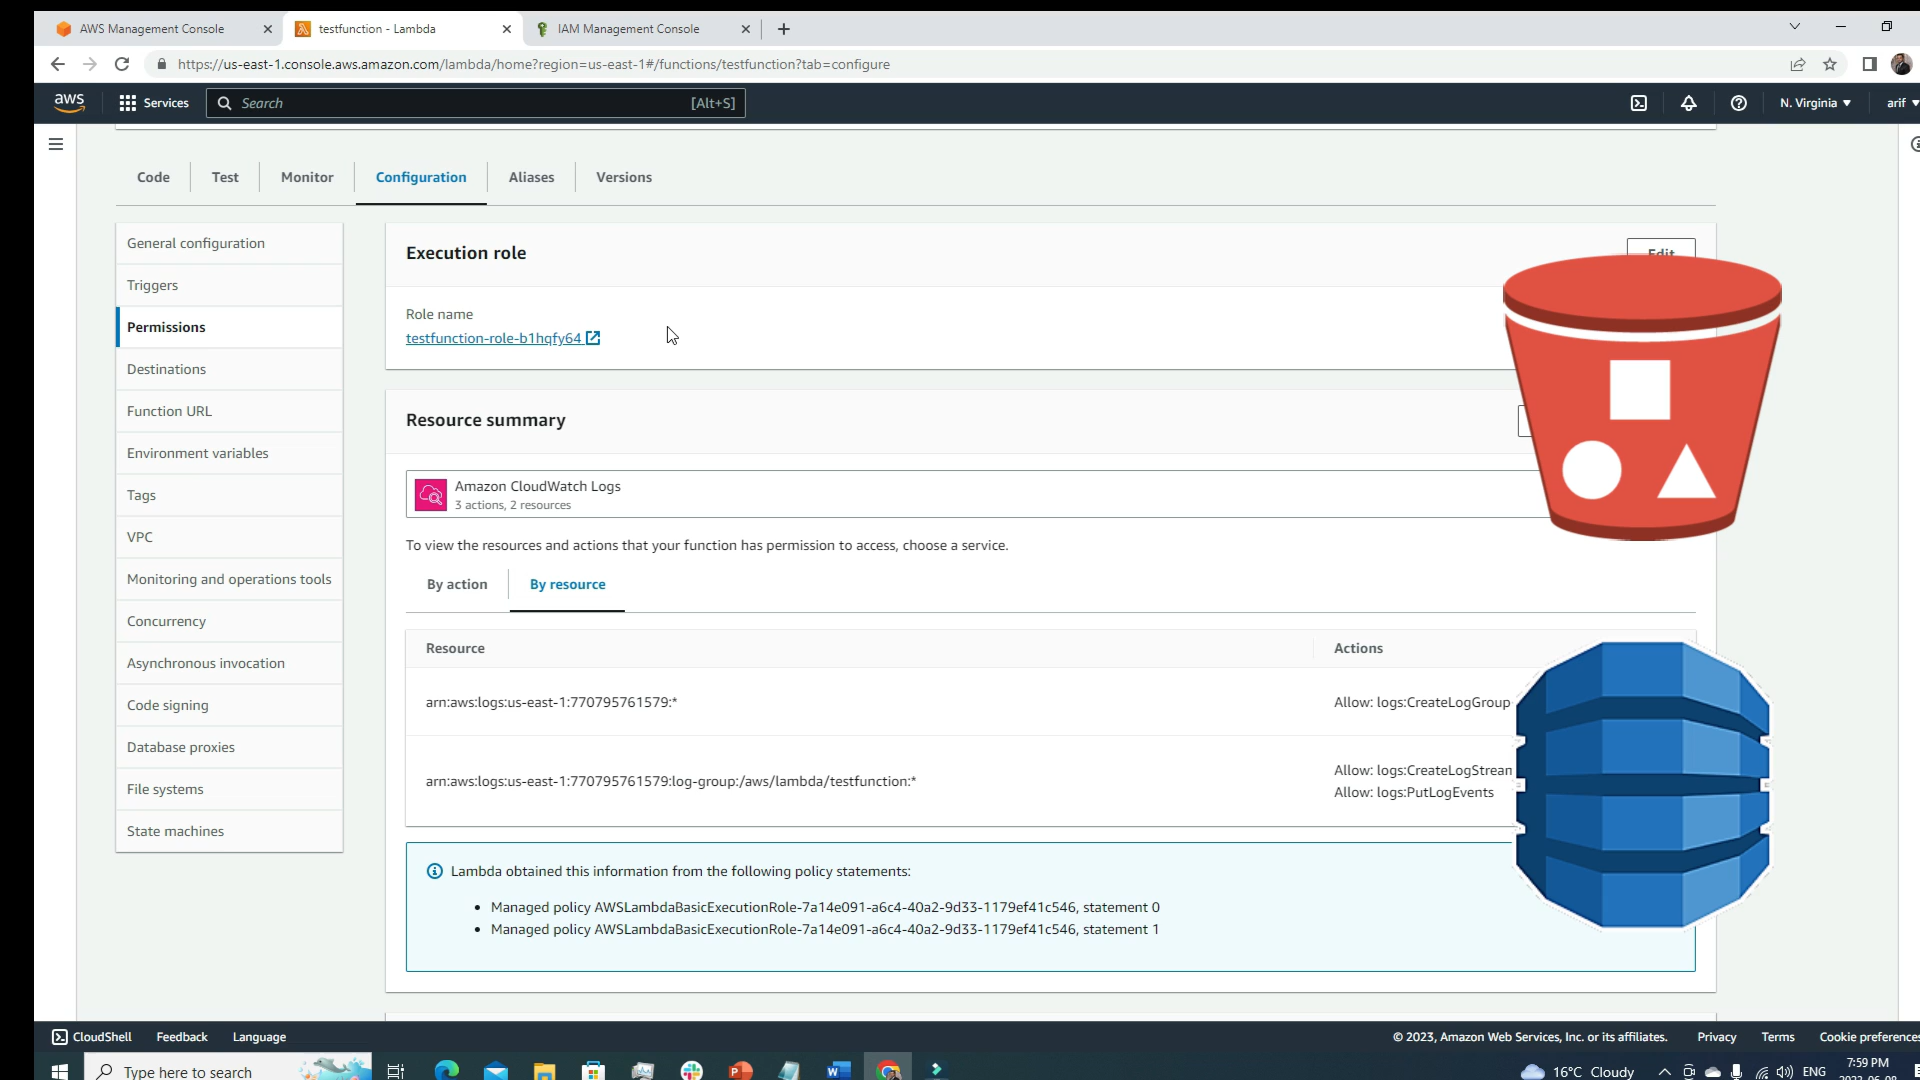 AWS Management Console
testfunction - Lambda
IAM Management Console
https://us-east-1.console.aws.amazon.com/lambda/home?region=us-east-1#/functions/testfunction?tab=configure
aws
Services
Search
[Alt+S]
N. Virginia
arif
Code
Test
Monitor
Configuration
Aliases
Versions
General configuration
Triggers
Permissions
Destinations
Function URL
Environment variables
Tags
VPC
Monitoring and operations tools
Concurrency
Asynchronous invocation
Code signing
Database proxies
File systems
State machines
Execution role
Edit
Role name
testfunction-role-b1hqfy64
Resource summary
Amazon CloudWatch Logs
3 actions, 2 resources
To view the resources and actions that your function has permission to access, choose a service.
By action
By resource
Resource
Actions
arn:aws:logs:us-east-1:770795761579:*
Allow: logs:CreateLogGroup
arn:aws:logs:us-east-1:770795761579:log-group:/aws/lambda/testfunction:*
Allow: logs:CreateLogStream
Allow: logs:PutLogEvents
Lambda obtained this information from the following policy statements:
• Managed policy AWSLambdaBasicExecutionRole-7a14e091-a6c4-40a2-9d33-1179ef41c546, statement 0
• Managed policy AWSLambdaBasicExecutionRole-7a14e091-a6c4-40a2-9d33-1179ef41c546, statement 1
CloudShell
Feedback
Language
© 2023, Amazon Web Services, Inc. or its affiliates.
Privacy
Terms
Cookie preferences
Type here to search
16°C Cloudy
ENG
7:59 PM